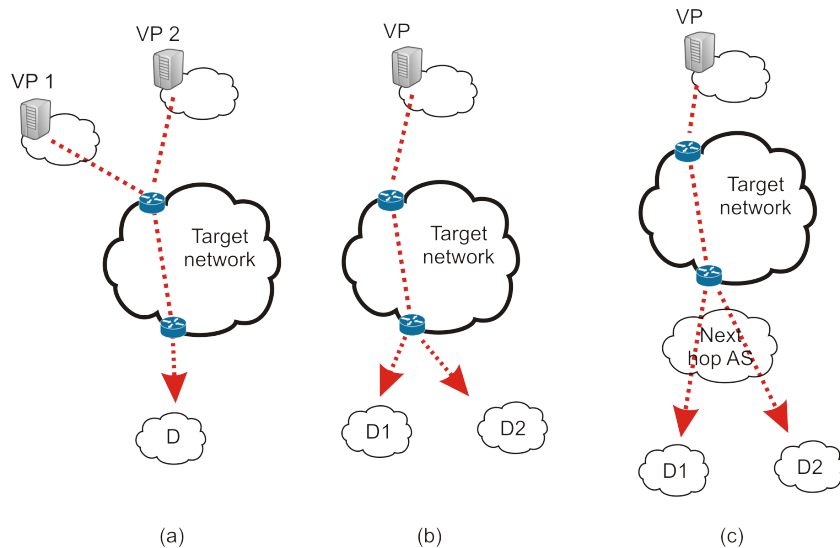 VP 1
VP 2
Target
network
D
(a)
VP
Target
network
D1
D2
(b)
VP
Target
network
Next
hop AS
D1
D2
(c)